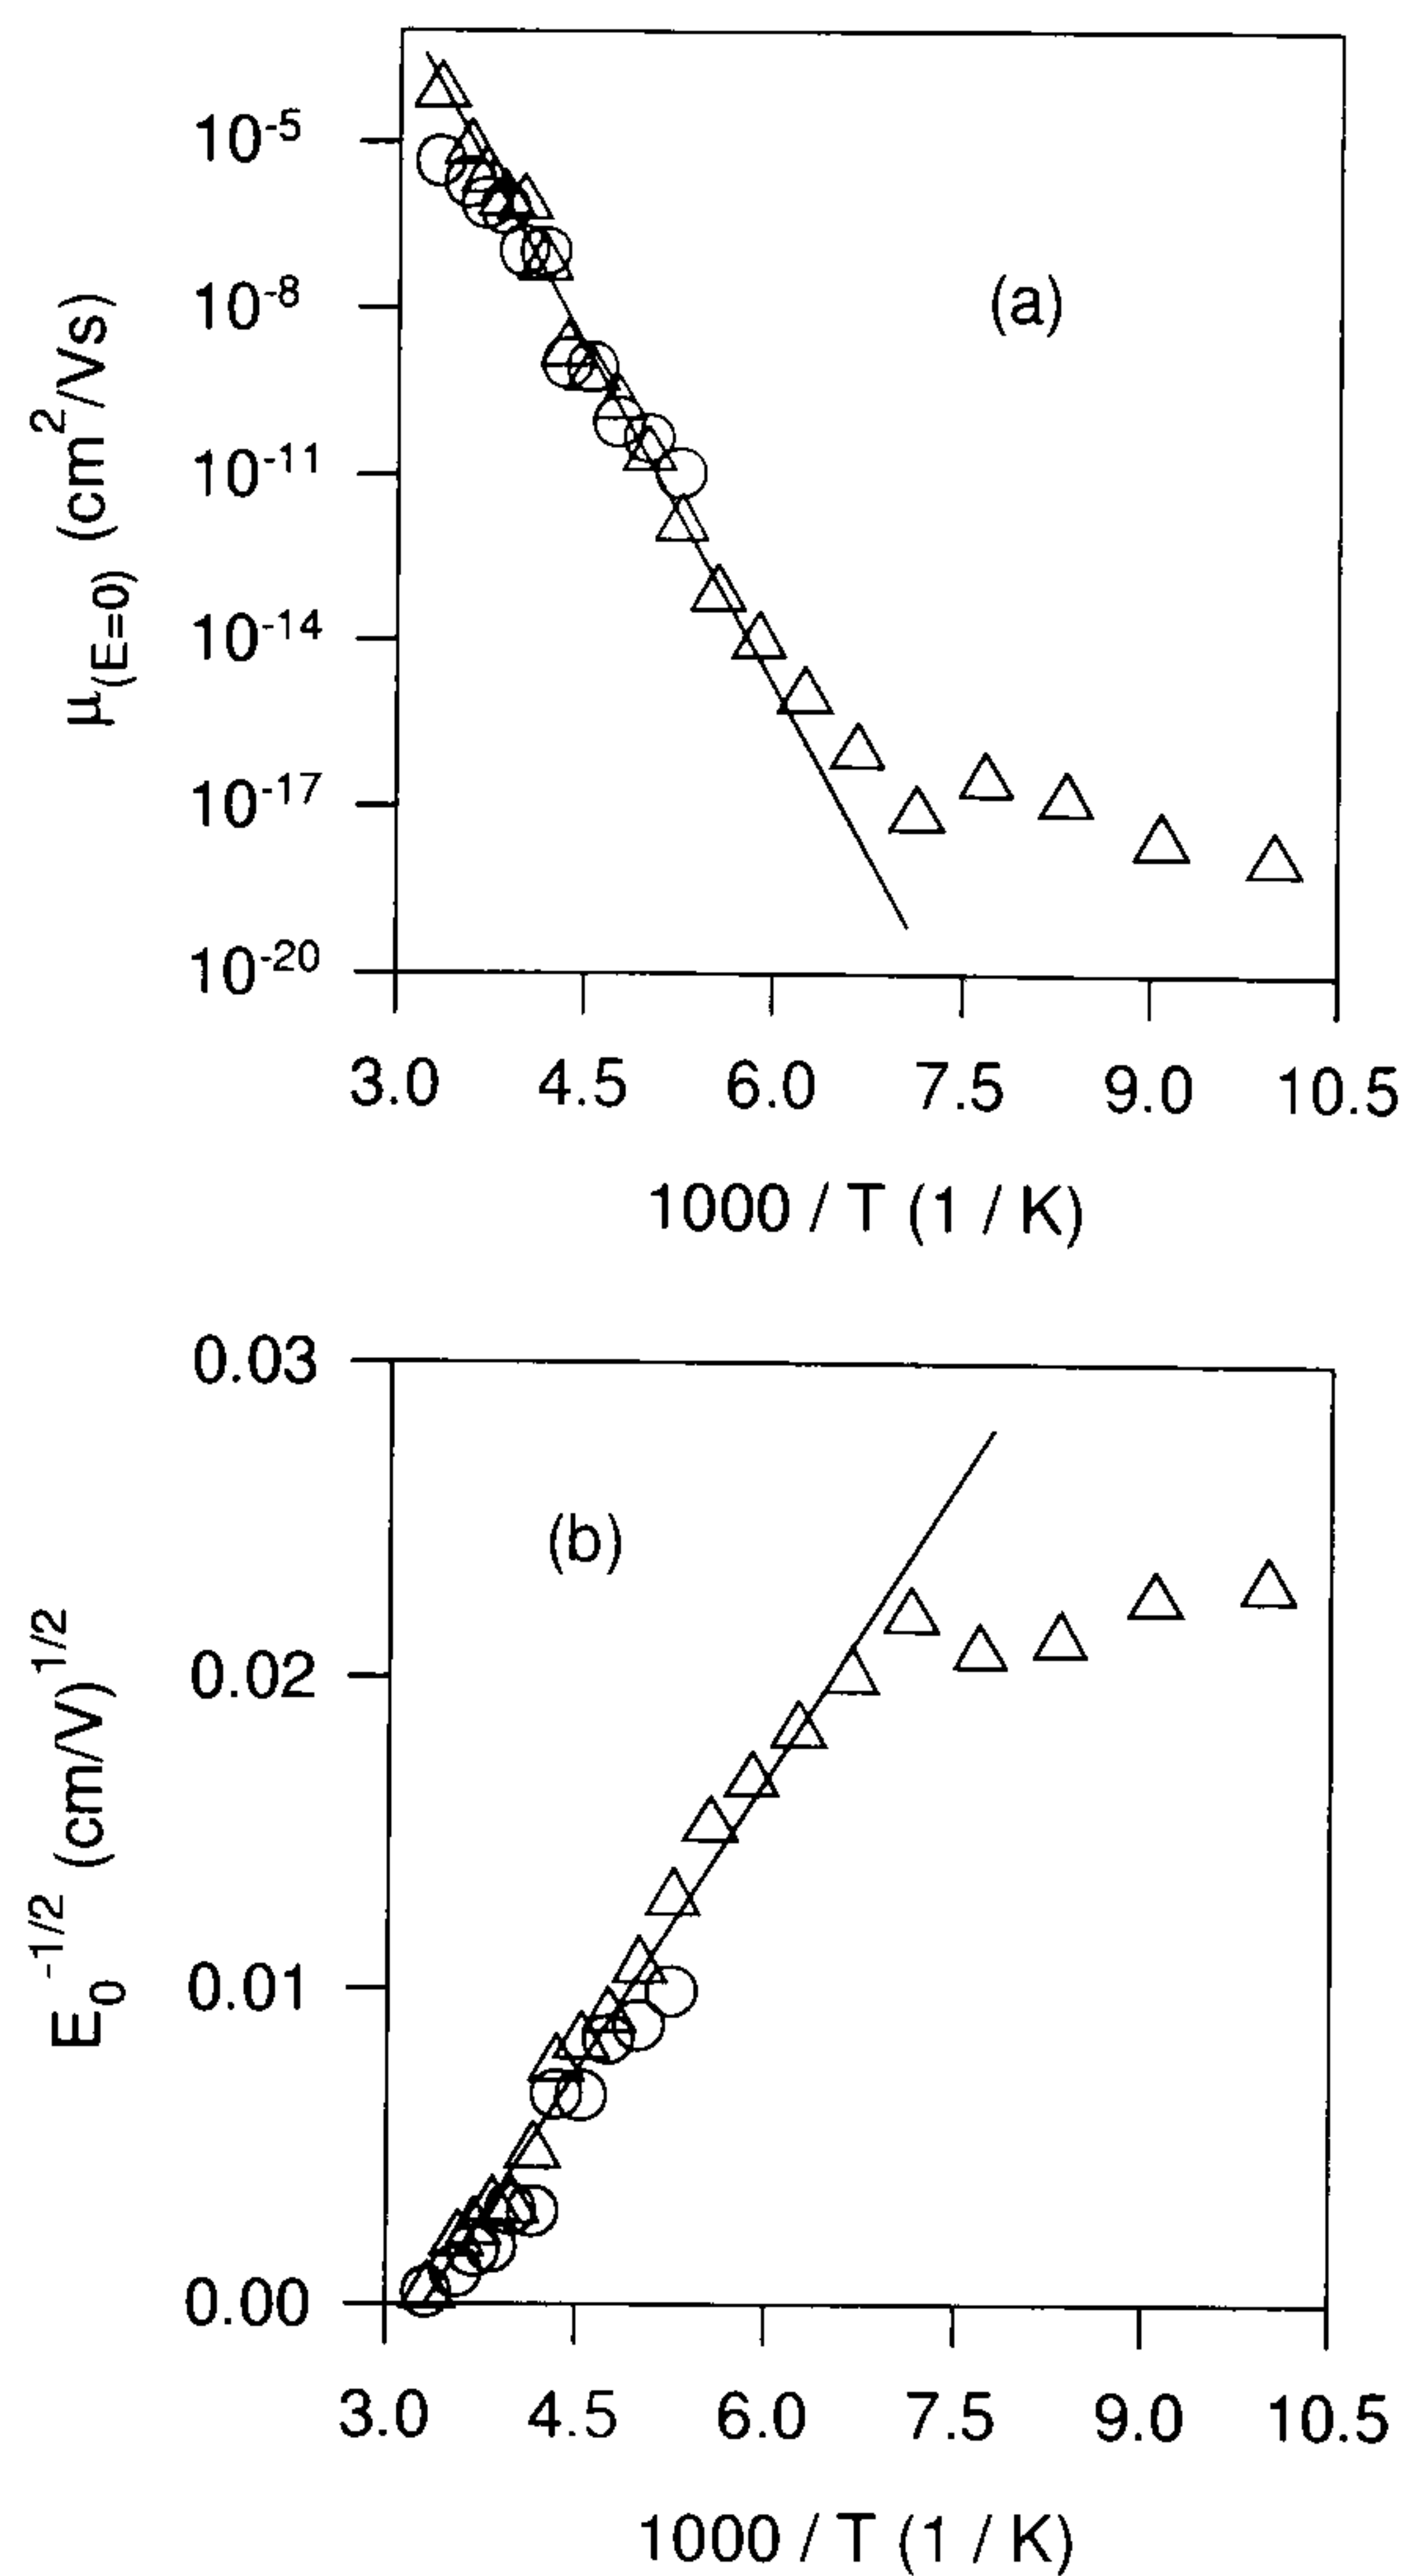 10-5
10-8
(a)
10-11
10-14
10-17
10-20
μ(E=0) (cm2/Vs)
3.0 4.5 6.0 7.5 9.0 10.5
1000 / T (1 / K)
0.03
(b)
0.02
0.01
0.00
E0-1/2 (cm/V)1/2
3.0 4.5 6.0 7.5 9.0 10.5
1000 / T (1 / K)